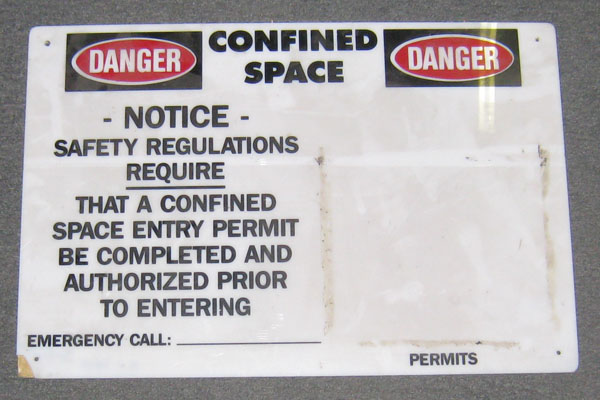 DANGER CONFINED SPACE DANGER
- NOTICE -
SAFETY REGULATIONS
REQUIRE
THAT A CONFINED
SPACE ENTRY PERMIT
BE COMPLETED AND
AUTHORIZED PRIOR
TO ENTERING
EMERGENCY CALL:
PERMITS